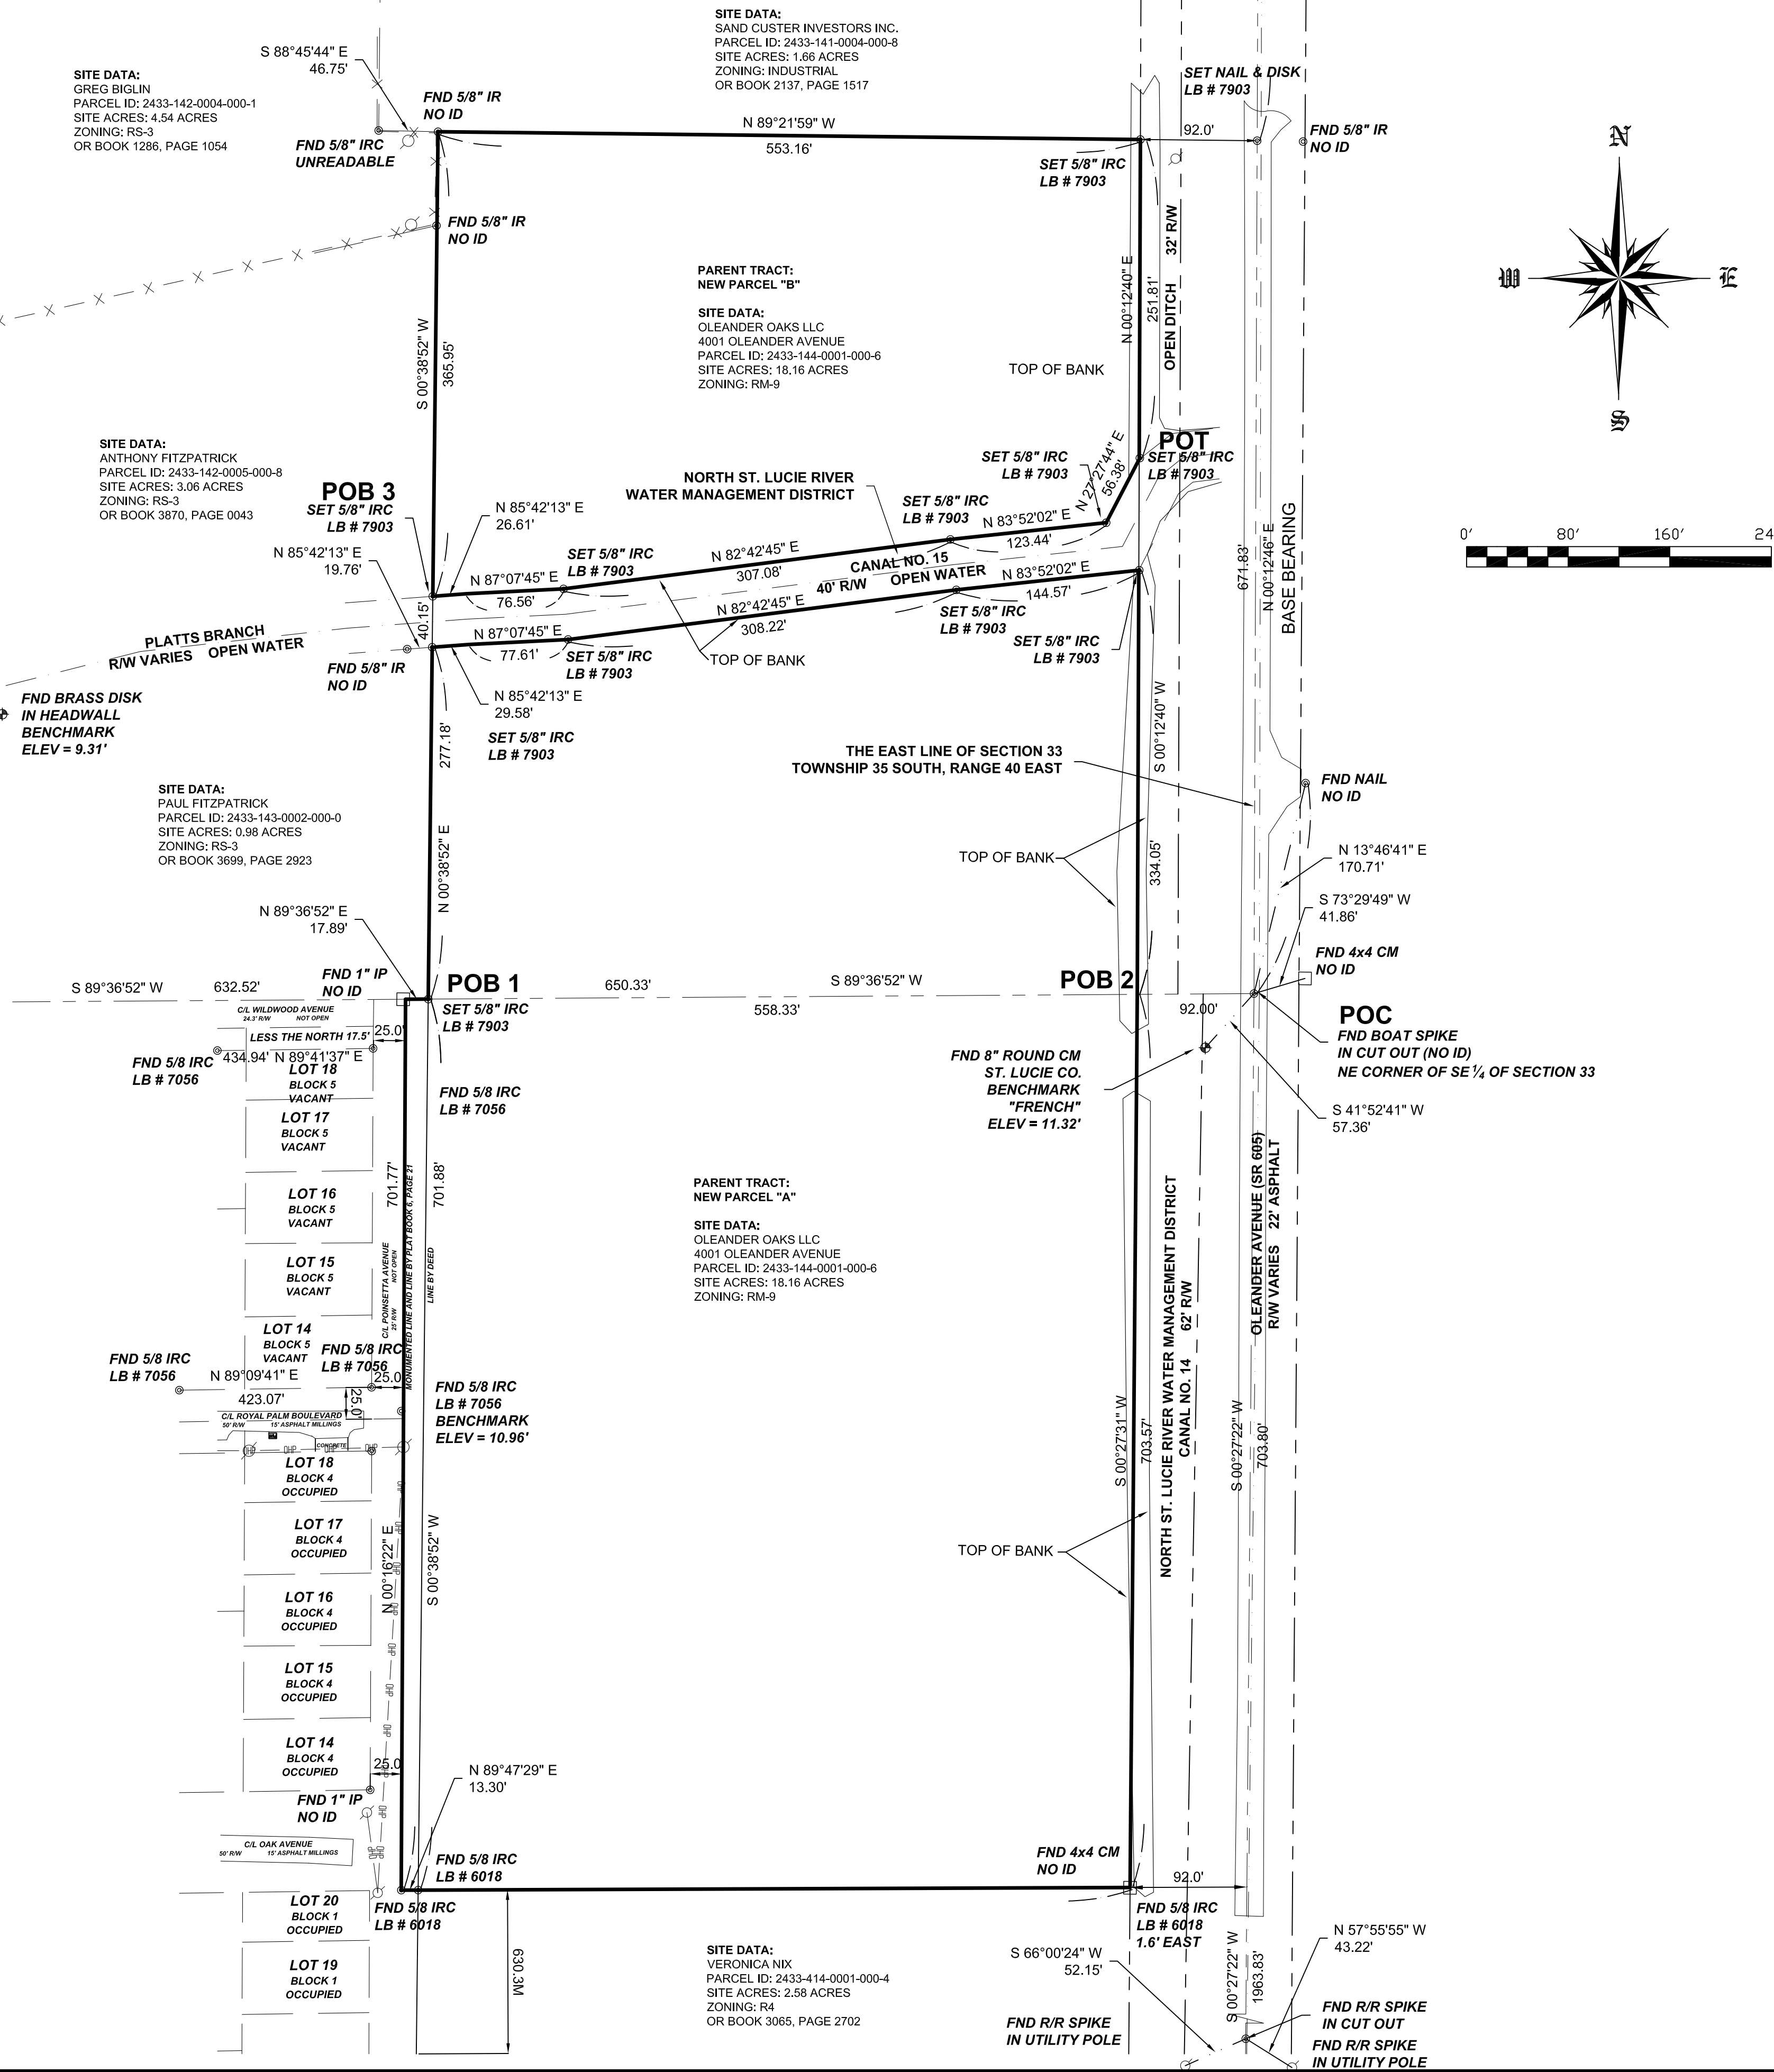 SITE DATA:
SAND CUSTER INVESTORS INC.
PARCEL ID: 2433-141-0004-000-8
SITE ACRES: 1.66 ACRES
ZONING: INDUSTRIAL
OR BOOK 2137, PAGE 1517
S 88°45'44" E
46.75'
SITE DATA:
GREG BIGLIN
PARCEL ID: 2433-142-0004-000-1
SITE ACRES: 4.54 ACRES
ZONING: RS-3
OR BOOK 1286, PAGE 1054
FND 5/8" IR
NO ID
FND 5/8" IRC
UNREADABLE
N 89°21'59" W
553.16'
SET NAIL & DISK
LB # 7903
92.0'
FND 5/8" IR
NO ID
SET 5/8" IRC
LB # 7903
FND 5/8" IR
NO ID
N
W
E
S
PARENT TRACT:
NEW PARCEL "B"
SITE DATA:
OLEANDER OAKS LLC
4001 OLEANDER AVENUE
PARCEL ID: 2433-144-0001-000-6
SITE ACRES: 18.16 ACRES
ZONING: RM-9
TOP OF BANK
N 00°12'40" E
251.81'
OPEN DITCH 32' R/W
S 00°38'52" W
365.95'
SITE DATA:
ANTHONY FITZPATRICK
PARCEL ID: 2433-142-0005-000-8
SITE ACRES: 3.06 ACRES
ZONING: RS-3
OR BOOK 3870, PAGE 0043
POB 3
SET 5/8" IRC
LB # 7903
N 85°42'13" E
26.61'
N 85°42'13" E
19.76'
NORTH ST. LUCIE RIVER
WATER MANAGEMENT DISTRICT
SET 5/8" IRC
LB # 7903
N 27°27'44" E
56.38'
POT
SET 5/8" IRC
LB # 7903
SET 5/8" IRC
LB # 7903
N 83°52'02" E
123.44'
SET 5/8" IRC
LB # 7903
N 82°42'45" E
307.08'
CANAL NO. 15
40' R/W OPEN WATER
N 87°07'45" E
76.56'
N 83°52'02" E
144.57'
N 82°42'45" E
308.22'
40.15'
N 87°07'45" E
77.61'
SET 5/8" IRC
LB # 7903
SET 5/8" IRC
LB # 7903
SET 5/8" IRC
LB # 7903
TOP OF BANK
PLATTS BRANCH
R/W VARIES OPEN WATER
FND 5/8" IR
NO ID
N 85°42'13" E
29.58'
SET 5/8" IRC
LB # 7903
671.83'
N 00°12'46" E
BASE BEARING
0'
80'
160'
24
FND BRASS DISK
IN HEADWALL
BENCHMARK
ELEV = 9.31'
277.18'
N 00°38'52" E
S 00°12'40" W
334.05'
THE EAST LINE OF SECTION 33
TOWNSHIP 35 SOUTH, RANGE 40 EAST
FND NAIL
NO ID
SITE DATA:
PAUL FITZPATRICK
PARCEL ID: 2433-143-0002-000-0
SITE ACRES: 0.98 ACRES
ZONING: RS-3
OR BOOK 3699, PAGE 2923
TOP OF BANK
N 13°46'41" E
170.71'
S 73°29'49" W
41.86'
N 89°36'52" E
17.89'
FND 4x4 CM
NO ID
S 89°36'52" W 632.52'
FND 1" IP
NO ID
POB 1
SET 5/8" IRC
LB # 7903
650.33'
S 89°36'52" W
558.33'
POB 2
92.00'
POC
FND BOAT SPIKE
IN CUT OUT (NO ID)
NE CORNER OF SE ¼ OF SECTION 33
C/L WILDWOOD AVENUE
24.3' R/W NOT OPEN
LESS THE NORTH 17.5'
25.0'
FND 5/8 IRC
LB # 7056
434.94' N 89°41'37" E
LOT 18
BLOCK 5
VACANT
FND 5/8 IRC
LB # 7056
FND 8" ROUND CM
ST. LUCIE CO.
BENCHMARK
"FRENCH"
ELEV = 11.32'
S 41°52'41" W
57.36'
LOT 17
BLOCK 5
VACANT
LOT 16
BLOCK 5
VACANT
LOT 15
BLOCK 5
VACANT
LOT 14
BLOCK 5
VACANT
701.77'
701.88'
MONUMENTED LINE AND LINE BY PLAT BOOK 6, PAGE 21
LINE BY DEED
C/L POINSETTA AVENUE
25' R/W NOT OPEN
PARENT TRACT:
NEW PARCEL "A"
SITE DATA:
OLEANDER OAKS LLC
4001 OLEANDER AVENUE
PARCEL ID: 2433-144-0001-000-6
SITE ACRES: 18.16 ACRES
ZONING: RM-9
NORTH ST. LUCIE RIVER WATER MANAGEMENT DISTRICT
CANAL NO. 14 62' R/W
OLEANDER AVENUE (SR 605)
R/W VARIES 22' ASPHALT
FND 5/8 IRC
LB # 7056
FND 5/8 IRC
LB # 7056
N 89°09'41" E
423.07'
25.0
25.0'
C/L ROYAL PALM BOULEVARD
50' R/W 15' ASPHALT MILLINGS
CONCRETE
OHP OHP OHP
FND 5/8 IRC
LB # 7056
BENCHMARK
ELEV = 10.96'
S 00°27'31" W
703.57'
S 00°27'22" W
703.80'
LOT 18
BLOCK 4
OCCUPIED
LOT 17
BLOCK 4
OCCUPIED
LOT 16
BLOCK 4
OCCUPIED
LOT 15
BLOCK 4
OCCUPIED
LOT 14
BLOCK 4
OCCUPIED
N 00°16'22" E
S 00°38'52" W
TOP OF BANK
25.0
N 89°47'29" E
13.30'
FND 1" IP
NO ID
C/L OAK AVENUE
50' R/W 15' ASPHALT MILLINGS
FND 5/8 IRC
LB # 6018
FND 4x4 CM
NO ID
92.0'
LOT 20
BLOCK 1
OCCUPIED
FND 5/8 IRC
LB # 6018
FND 5/8 IRC
LB # 6018
1.6' EAST
LOT 19
BLOCK 1
OCCUPIED
630.3M
SITE DATA:
VERONICA NIX
PARCEL ID: 2433-414-0001-000-4
SITE ACRES: 2.58 ACRES
ZONING: R4
OR BOOK 3065, PAGE 2702
S 66°00'24" W
52.15'
S 00°27'22" W
1963.83'
N 57°55'55" W
43.22'
FND R/R SPIKE
IN UTILITY POLE
FND R/R SPIKE
IN CUT OUT
FND R/R SPIKE
IN UTILITY POLE